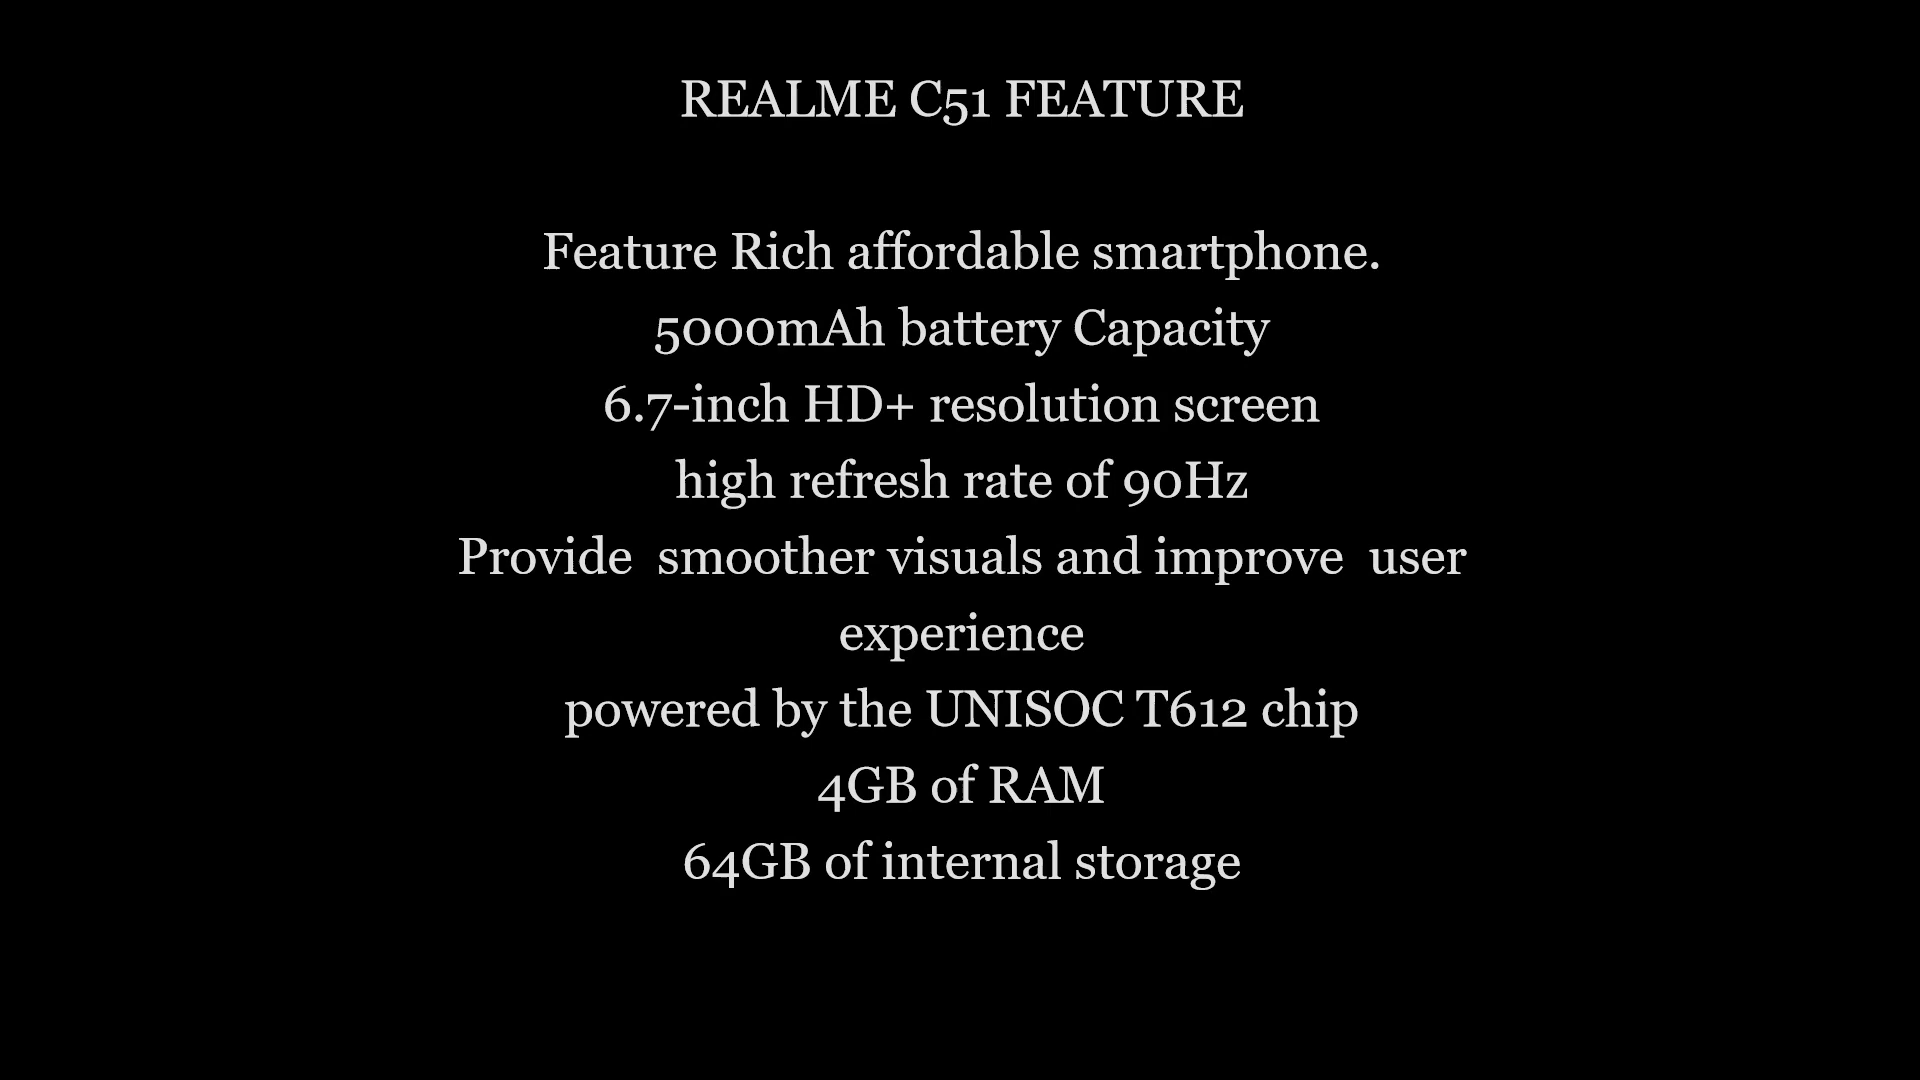 REALME C51 FEATURE
Feature Rich affordable smartphone.
5000mAh battery Capacity
6.7-inch HD+ resolution screen
high refresh rate of 90Hz
Provide  smoother visuals and improve  user
experience
powered by the UNISOC T612 chip
4GB of RAM
64GB of internal storage